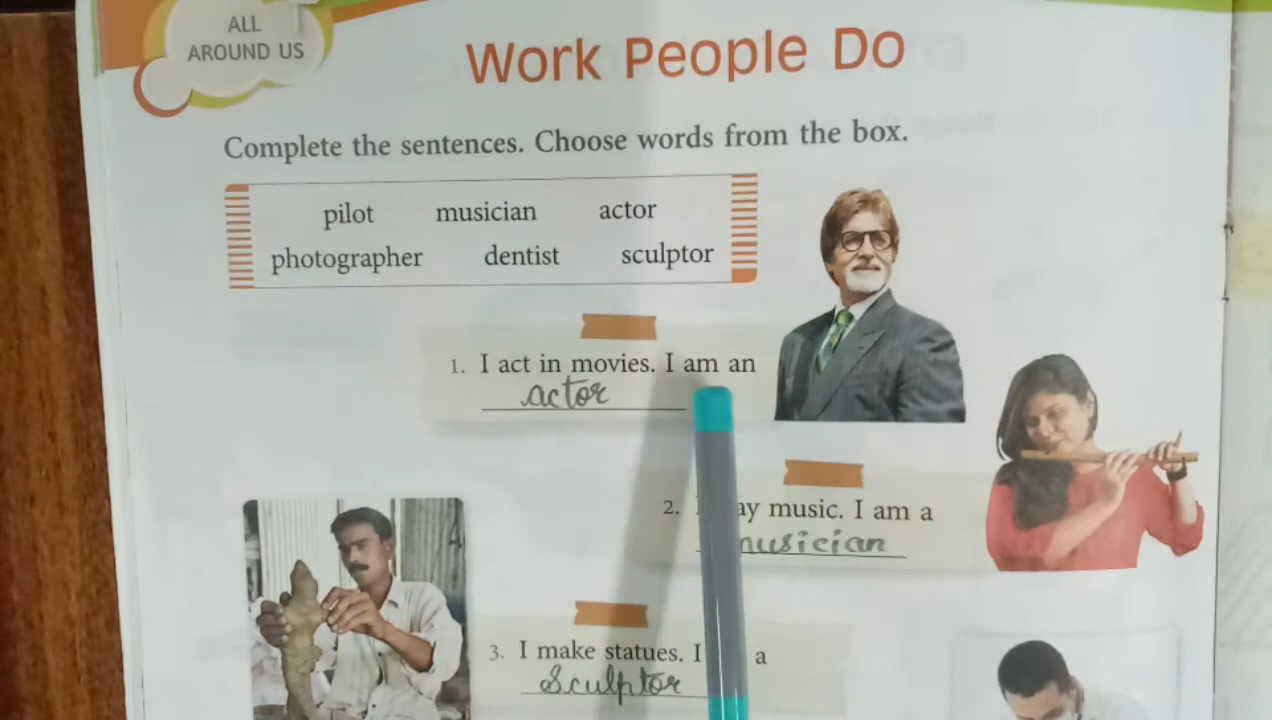 ALL
AROUND US
Work People Do
Complete the sentences. Choose words from the box.
pilot musician actor
photographer dentist sculptor
1. I act in movies. I am an
actor
2. ay music. I am a
musician
3. I make statues. I a
Sculptor